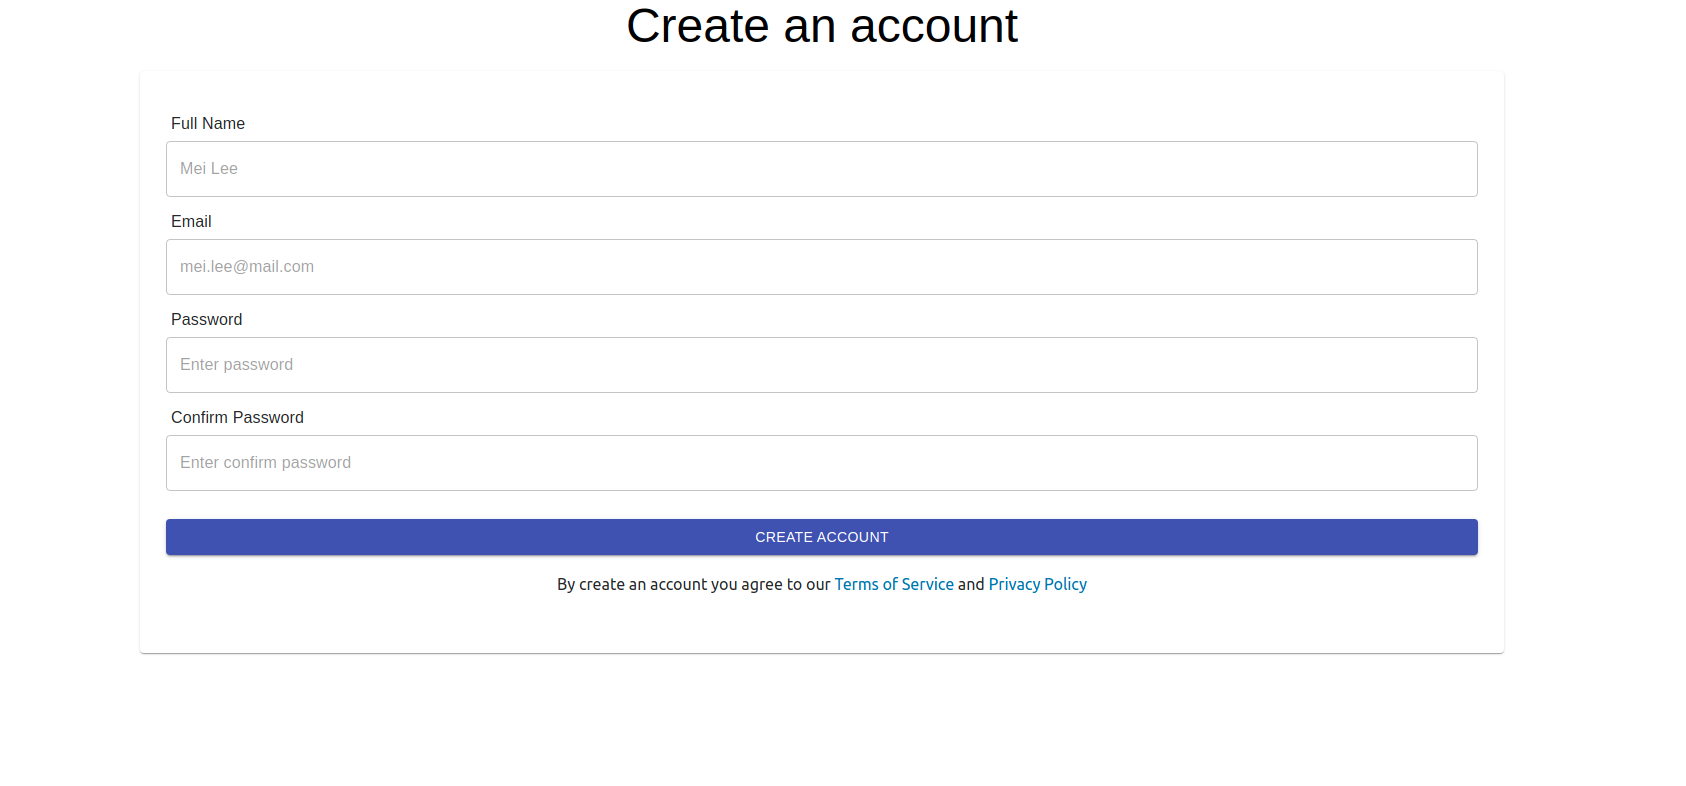 Create an account
Full Name
Mei Lee
Email
mei.lee@mail.com
Password
Enter password
Confirm Password
Enter confirm password
CREATE ACCOUNT
By create an account you agree to our Terms of Service and Privacy Policy